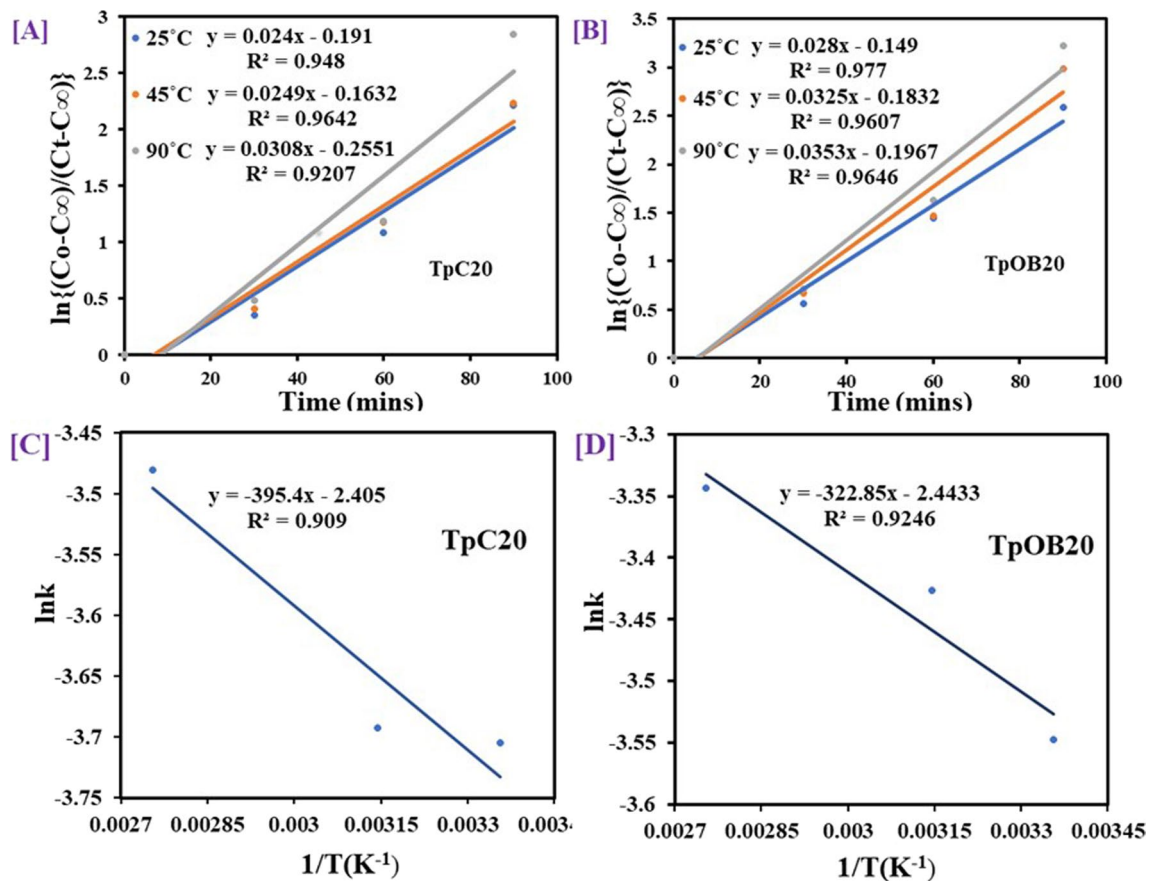 [A]
3
2.5
2
1.5
1
0.5
0
ln{(Co-C∞)/(Ct-C∞)}
25˚C y = 0.024x - 0.191
R² = 0.948
45˚C y = 0.0249x - 0.1632
R² = 0.9642
90˚C y = 0.0308x - 0.2551
R² = 0.9207
TpC20
0 20 40 60 80 100
Time (mins)
[B]
3.5
3
2.5
2
1.5
1
0.5
0
ln{(Co-C∞)/(Ct-C∞)}
25˚C y = 0.028x - 0.149
R² = 0.977
45˚C y = 0.0325x - 0.1832
R² = 0.9607
90˚C y = 0.0353x - 0.1967
R² = 0.9646
TpOB20
0 20 40 60 80 100
Time (mins)
[C]
-3.45
-3.5
-3.55
-3.6
-3.65
-3.7
-3.75
lnk
y = -395.4x - 2.405
R² = 0.909
TpC20
0.0027 0.00285 0.003 0.00315 0.0033
1/T(K⁻¹)
[D]
-3.3
-3.35
-3.4
-3.45
-3.5
-3.55
-3.6
lnk
y = -322.85x - 2.4433
R² = 0.9246
TpOB20
0.0027 0.00285 0.003 0.00315 0.0033 0.00345
1/T(K⁻¹)